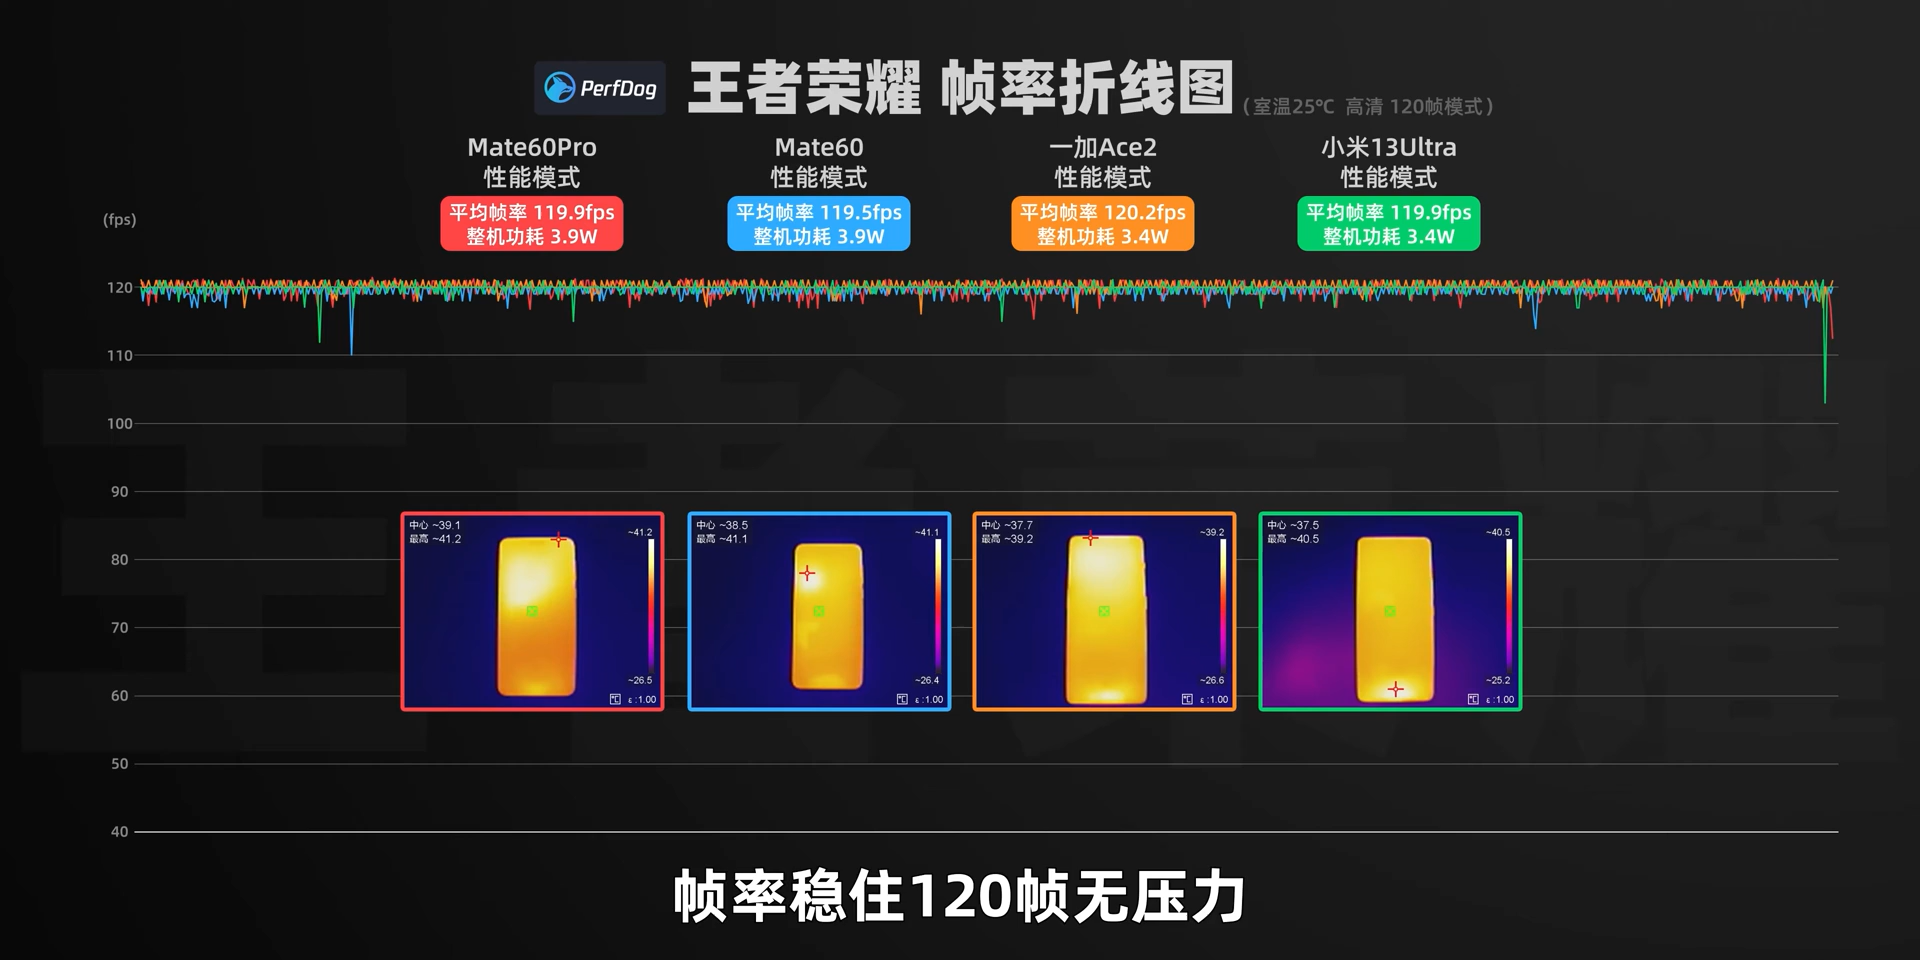 PerfDog
王者荣耀 帧率折线图
(室温25℃ 高清 120帧模式)
Mate60Pro
性能模式
平均帧率 119.9fps
整机功耗 3.9W
Mate60
性能模式
平均帧率 119.5fps
整机功耗 3.9W
一加Ace2
性能模式
平均帧率 120.2fps
整机功耗 3.4W
小米13Ultra
性能模式
平均帧率 119.9fps
整机功耗 3.4W
(fps)
120
110
100
90
80
70
60
50
40
中心 ~39.1
最高 ~41.2
~41.2
~26.5
℃ ε:1.00
中心 ~38.5
最高 ~41.1
~41.1
~26.4
℃ ε:1.00
中心 ~37.7
最高 ~39.2
~39.2
~26.6
℃ ε:1.00
中心 ~37.5
最高 ~40.5
~40.5
~25.2
℃ ε:1.00
王者荣耀
帧率稳住120帧无压力